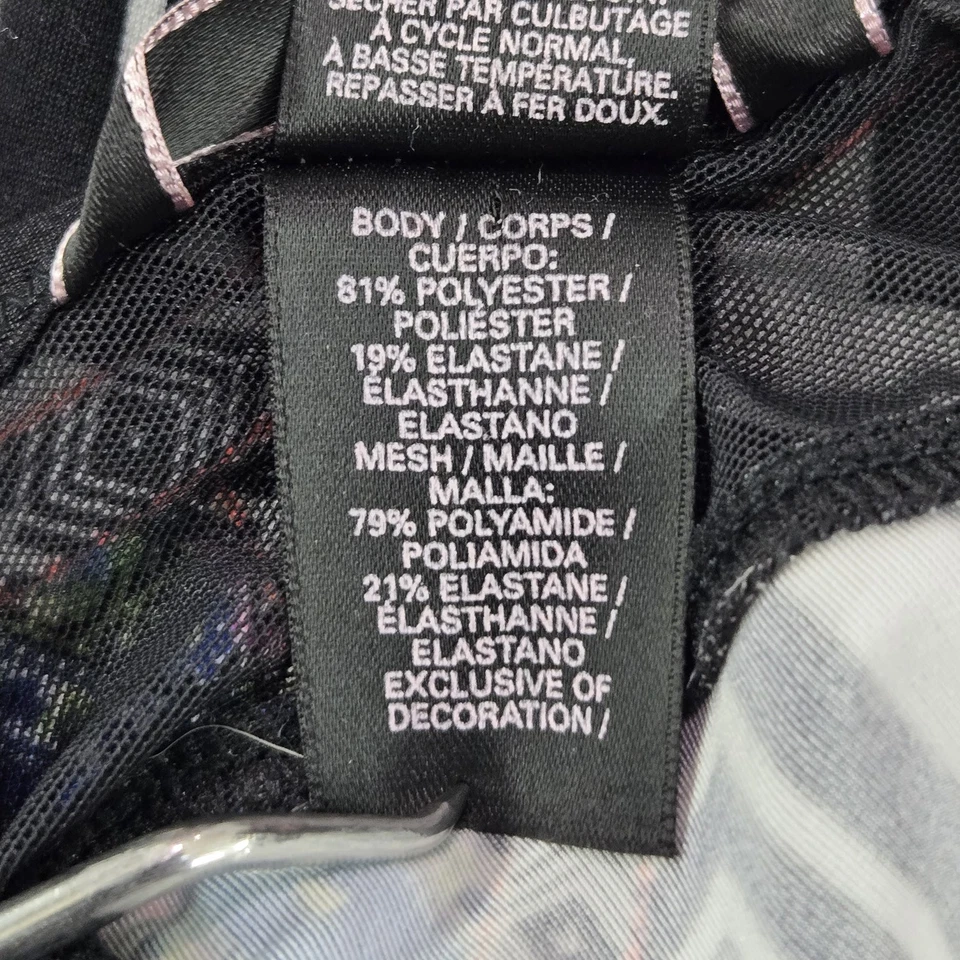 SÉCHER PAR CULBUTAGE
À CYCLE NORMAL,
À BASSE TEMPÉRATURE.
REPASSER À FER DOUX.
BODY / CORPS /
CUERPO:
81% POLYESTER /
POLIÉSTER
19% ELASTANE /
ÉLASTHANNE /
ELASTANO
MESH / MAILLE /
MALLA:
79% POLYAMIDE /
POLIAMIDA
21% ELASTANE /
ÉLASTHANNE /
ELASTANO
EXCLUSIVE OF
DECORATION /